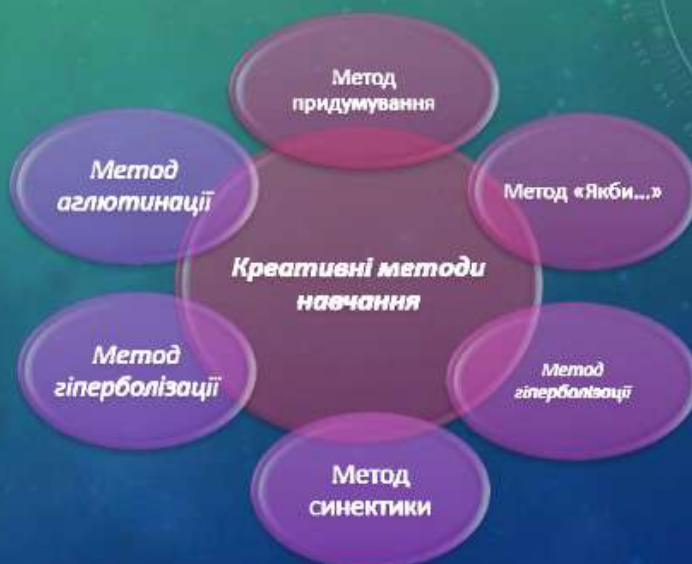 Метод
придумування
Метод «Якби...»
Метод
гіперболізації
Метод
синектики
Метод
гіперболізації
Метод
аглютинації
Креативні методи
навчання